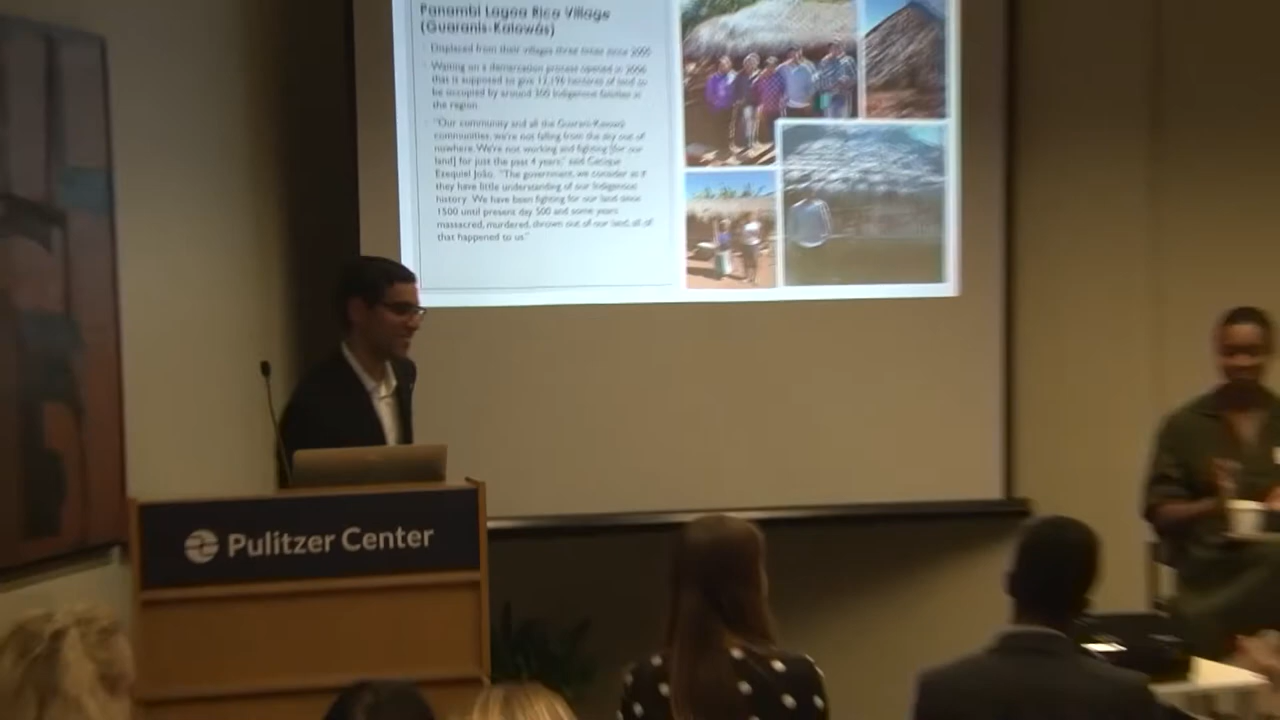 Panambi Lagoa Rica Village
(Guaranis-Kaiowás)
Displaced from their villages three times since 2005
Waiting on a demarcation process opened in 2006
that is supposed to give 12,196 hectares of land to
be occupied by around 300 Indigenous families in
the region
"Our community and all the Guarani-Kaiowá
communities, we're not falling from the sky out of
nowhere. We're not working and fighting [for our
land] for just the past 4 years," said Cacique
Ezequiel João. "The government, we consider as if
they have little understanding of our Indigenous
history. We have been fighting for our land since
1500 until present day 500 and some years
massacred, murdered, thrown out of our land, all of
that happened to us."
Pulitzer Center